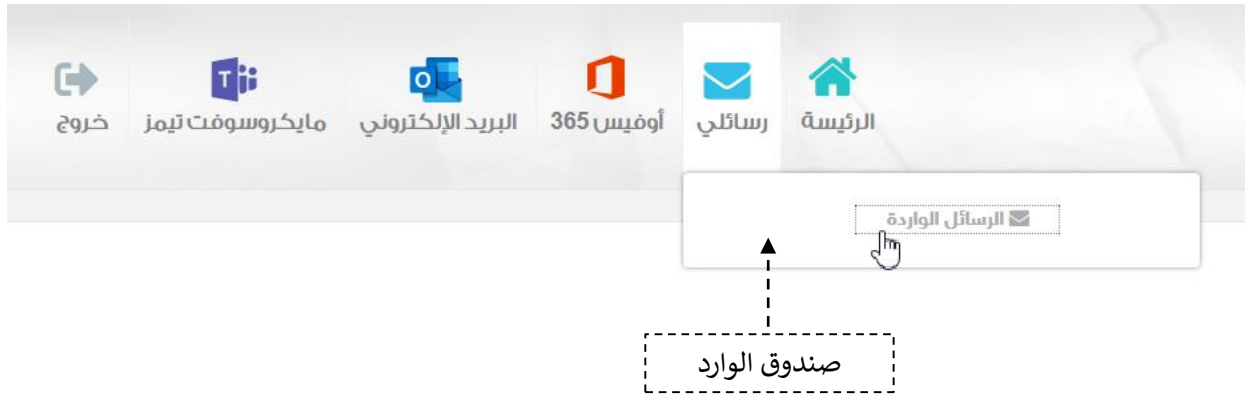 الرئيسة رسائلي أوفيس 365 البريد الإلكتروني مايكروسوفت تيمز خروج
الرسائل الواردة
صندوق الوارد